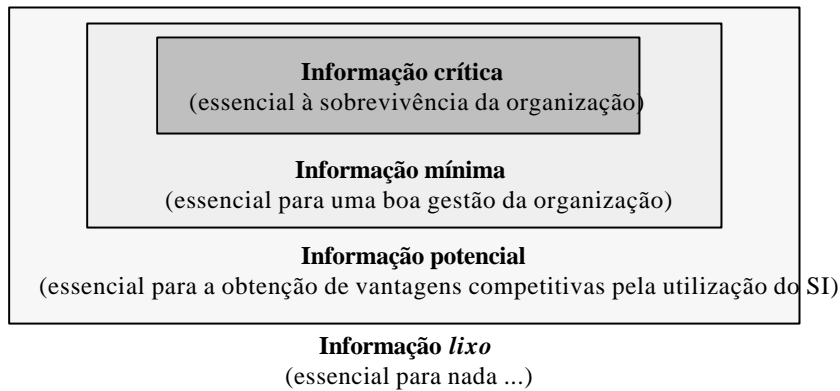 Informação crítica
(essencial à sobrevivência da organização)
Informação mínima
(essencial para uma boa gestão da organização)
Informação potencial
(essencial para a obtenção de vantagens competitivas pela utilização do SI)
Informação lixo
(essencial para nada ...)